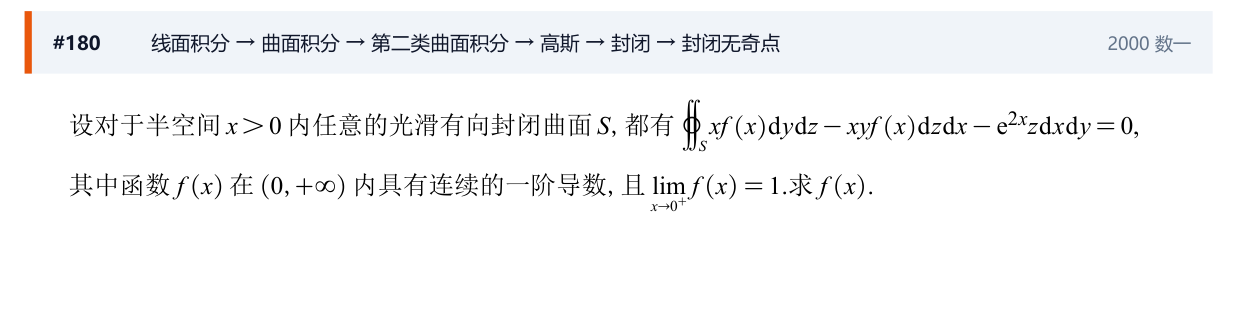 #180 线面积分 → 曲面积分 → 第二类曲面积分 → 高斯 → 封闭 → 封闭无奇点 2000 数一
设对于半空间 x > 0 内任意的光滑有向封闭曲面 S, 都有 ∯_S xf(x)dydz − xyf(x)dzdx − e^{2x}zdxdy = 0,
其中函数 f(x) 在 (0, +∞) 内具有连续的一阶导数, 且 lim_{x→0⁺} f(x) = 1.求 f(x).